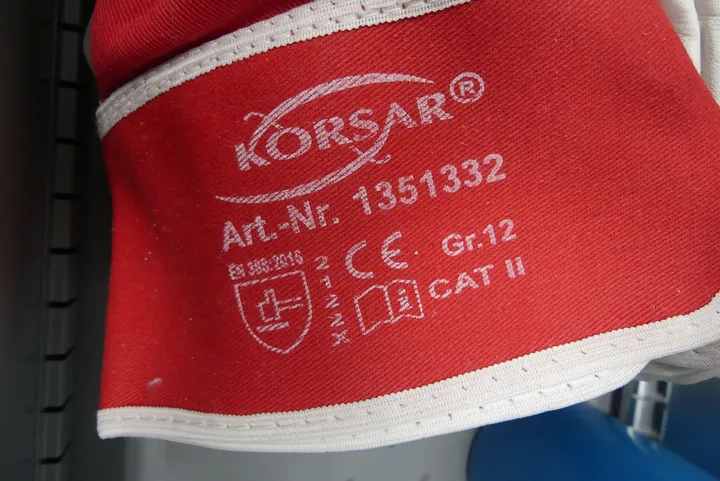 KORSAR®
Art.-Nr. 1351332
EN 388:2016
2
1
2
2
X
CE
Gr.12
CAT II
i